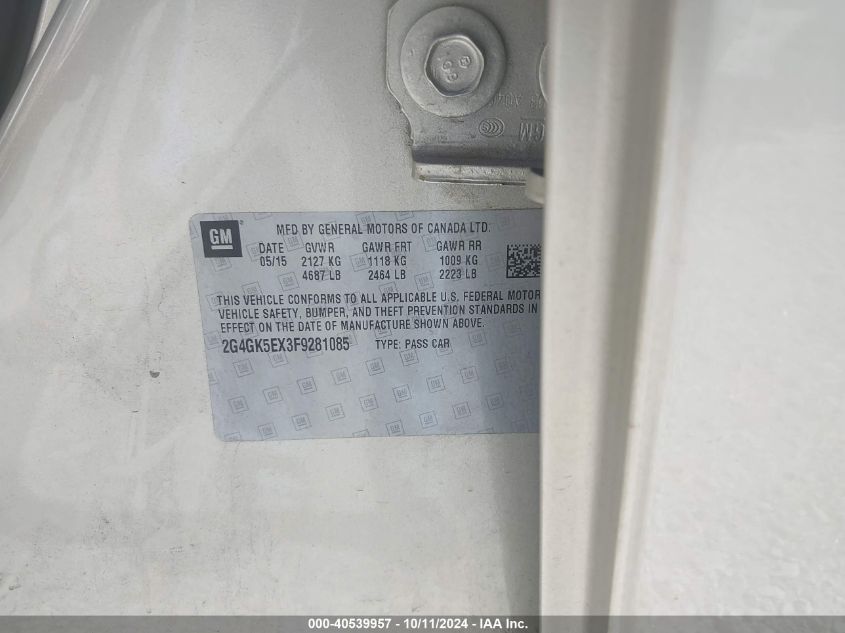 GM
MFD BY GENERAL MOTORS OF CANADA LTD.
DATE GVWR GAWR FRT GAWR RR
05/15 2127 KG 1118 KG 1009 KG
4687 LB 2464 LB 2223 LB
THIS VEHICLE CONFORMS TO ALL APPLICABLE U.S. FEDERAL MOTOR
VEHICLE SAFETY, BUMPER, AND THEFT PREVENTION STANDARDS IN
EFFECT ON THE DATE OF MANUFACTURE SHOWN ABOVE.
2G4GK5EX3F9281085 TYPE: PASS CAR
000-40539957 - 10/11/2024 - IAA Inc.